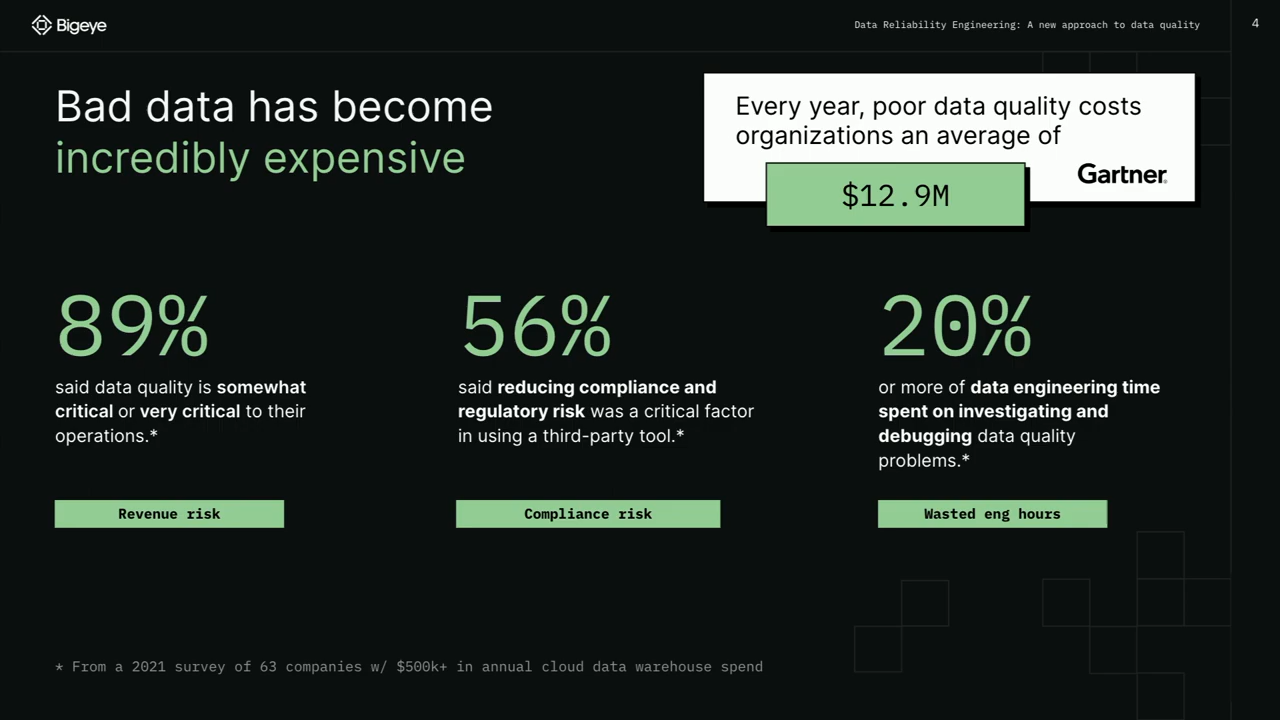 Bigeye
Data Reliability Engineering: A new approach to data quality
4
Bad data has become
incredibly expensive
Every year, poor data quality costs
organizations an average of
$12.9M
Gartner
89%
said data quality is somewhat
critical or very critical to their
operations.*
Revenue risk
56%
said reducing compliance and
regulatory risk was a critical factor
in using a third-party tool.*
Compliance risk
20%
or more of data engineering time
spent on investigating and
debugging data quality
problems.*
Wasted eng hours
* From a 2021 survey of 63 companies w/ $500k+ in annual cloud data warehouse spend